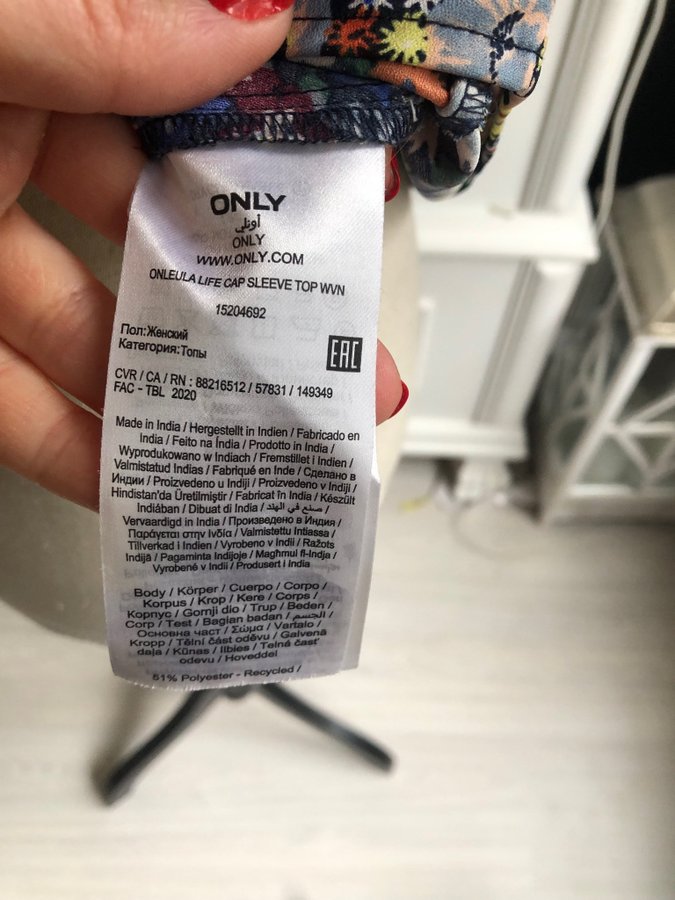 ONLY
أونلي
ONLY
WWW.ONLY.COM
ONLEULA LIFE CAP SLEEVE TOP WVN
15204692
Пол:Женский
Категория:Топы
EAC
CVR / CA / RN : 88216512 / 57831 / 149349
FAC - TBL 2020
Made in India / Hergestellt in Indien / Fabricado en
India / Feito na Índia / Prodotto in India /
Wyprodukowano w Indiach / Fremstillet i Indien /
Valmistatud Indias / Fabriqué en Inde / Сделано в
Индии / Proizvedeno u Indiji / Proizvedeno v Indiji /
Hindistan'da Üretilmiştir / Fabricat în India / Készült
Indiában / Dibuat di India / صنع في الهند /
Vervaardigd in India / Произведено в Индия /
Παράγεται στην Ινδία / Valmistettu Intiassa /
Tillverkad i Indien / Vyrobeno v Indii / Ražots
Indijā / Pagaminta Indijoje / Magħmul fl-Indja /
Vyrobené v Indii / Produsert i India
Body / Körper / Cuerpo / Corpo /
Korpus / Krop / Kere / Corps /
Корпус / Gornji dio / Trup / Beden /
Corp / Test / Bagian badan / الجسم /
Основна част / Σώμα / Vartalo /
Kropp / Tělní část oděvu / Galvenā
daļa / Kūnas / Ilbies / Telná časť
odevu / Hoveddel
51% Polyester - Recycled /